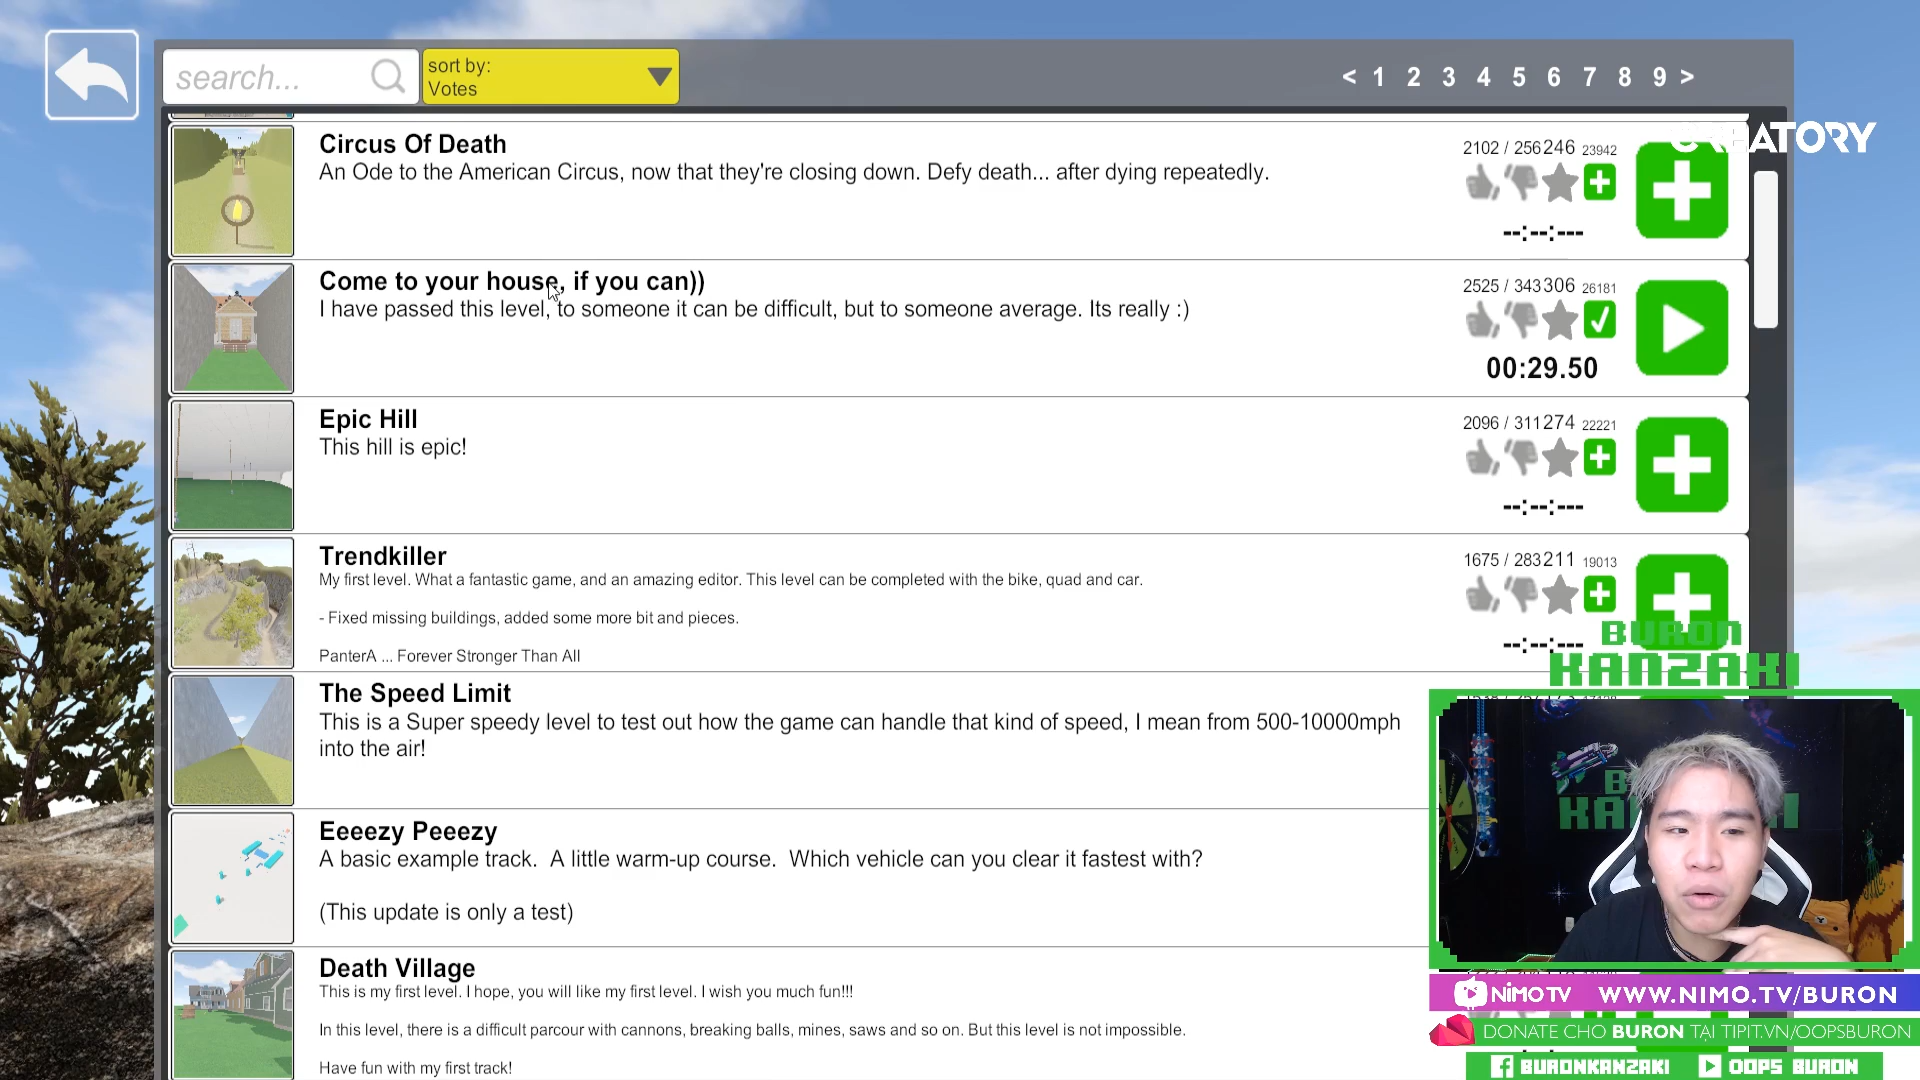 search...
sort by:
Votes
< 1 2 3 4 5 6 7 8 9 >
CREATORY
Circus Of Death
An Ode to the American Circus, now that they're closing down. Defy death... after dying repeatedly.
2102 / 256 246 23942
--:--:---
Come to your house, if you can))
I have passed this level, to someone it can be difficult, but to someone average. Its really :)
2525 / 343 306 26181
00:29.50
Epic Hill
This hill is epic!
2096 / 311 274 22221
--:--:---
Trendkiller
My first level. What a fantastic game, and an amazing editor. This level can be completed with the bike, quad and car.
- Fixed missing buildings, added some more bit and pieces.
PanterA ... Forever Stronger Than All
1675 / 283 211 19013
--:--:---
BURON
KANZAKI
The Speed Limit
This is a Super speedy level to test out how the game can handle that kind of speed, I mean from 500-10000mph
into the air!
Eeeezy Peeezy
A basic example track. A little warm-up course. Which vehicle can you clear it fastest with?
(This update is only a test)
Death Village
This is my first level. I hope, you will like my first level. I wish you much fun!!!
In this level, there is a difficult parcour with cannons, breaking balls, mines, saws and so on. But this level is not impossible.
Have fun with my first track!
NIMO TV WWW.NIMO.TV/BURON
DONATE CHO BURON TẠI TIPIT.VN/OOPSBURON
BURONKANZAKI OOPS BURON